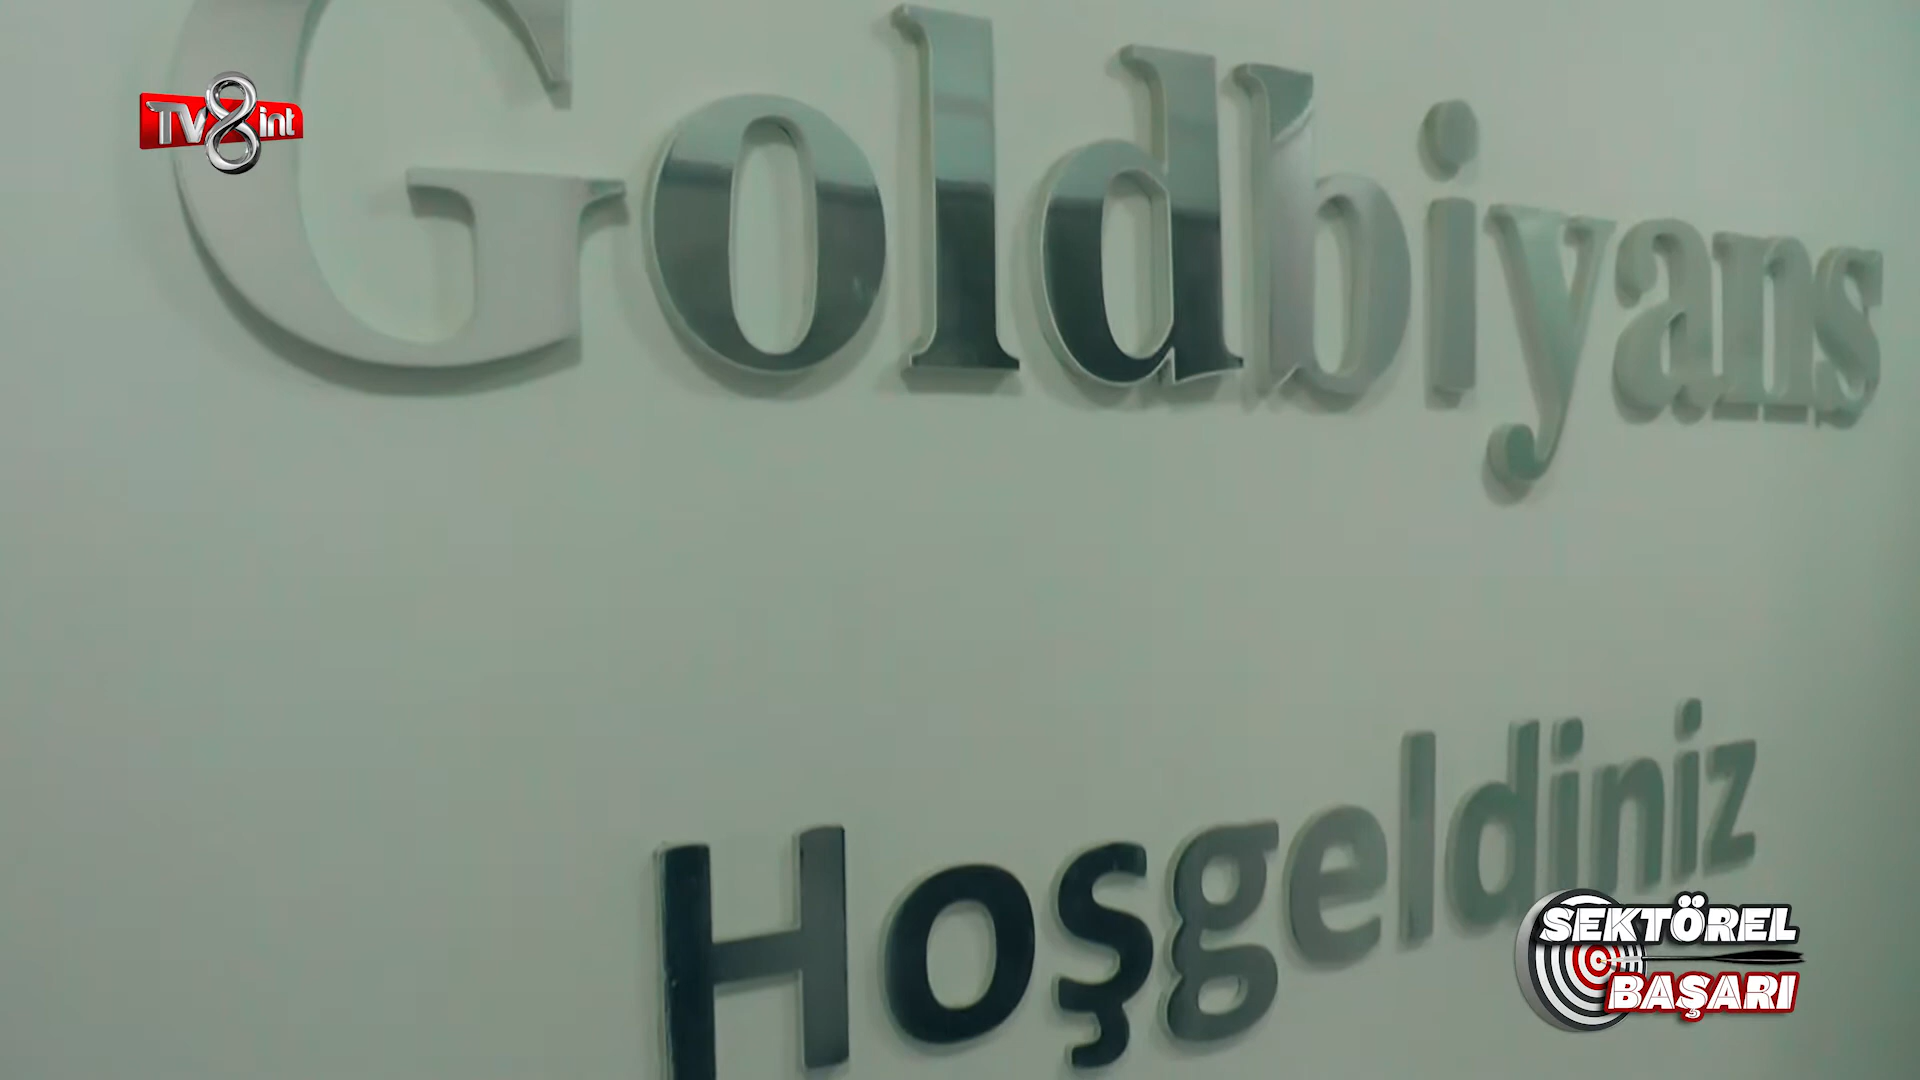 TV8int
Goldbiyans
Hoşgeldiniz
SEKTÖREL
BAŞARI